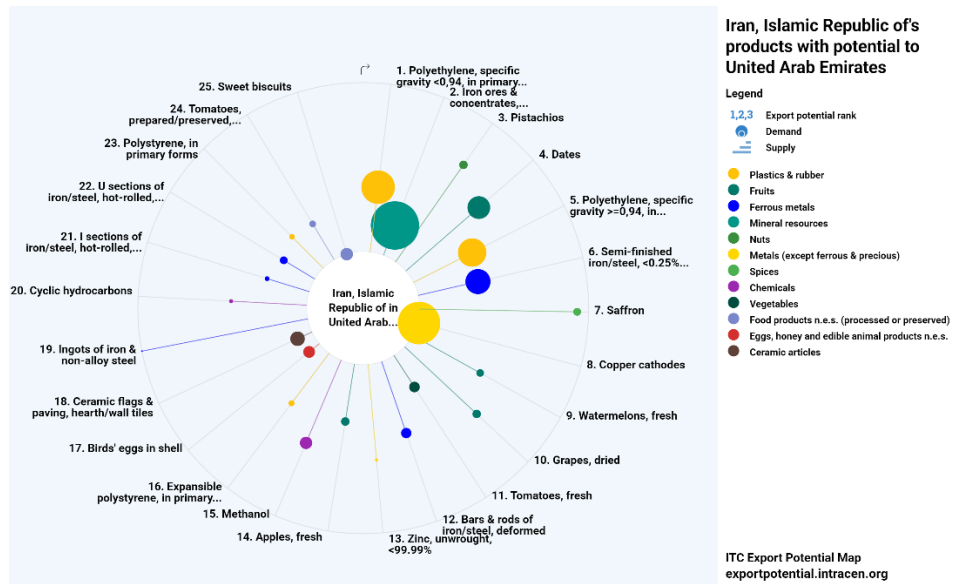 Iran, Islamic Republic of's
products with potential to
United Arab Emirates
Legend
1,2,3 Export potential rank
Demand
Supply
Plastics & rubber
Fruits
Ferrous metals
Mineral resources
Nuts
Metals (except ferrous & precious)
Spices
Chemicals
Vegetables
Food products n.e.s. (processed or preserved)
Eggs, honey and edible animal products n.e.s.
Ceramic articles
1. Polyethylene, specific
gravity <0,94, in primary...
2. Iron ores &
concentrates,...
3. Pistachios
4. Dates
5. Polyethylene, specific
gravity >=0,94, in...
6. Semi-finished
iron/steel, <0.25%...
7. Saffron
8. Copper cathodes
9. Watermelons, fresh
10. Grapes, dried
11. Tomatoes, fresh
12. Bars & rods of
iron/steel, deformed
13. Zinc, unwrought,
<99.99%
14. Apples, fresh
15. Methanol
16. Expansible
polystyrene, in primary...
17. Birds' eggs in shell
18. Ceramic flags &
paving, hearth/wall tiles
19. Ingots of iron &
non-alloy steel
20. Cyclic hydrocarbons
21. I sections of
iron/steel, hot-rolled,...
22. U sections of
iron/steel, hot-rolled,...
23. Polystyrene, in
primary forms
24. Tomatoes,
prepared/preserved,...
25. Sweet biscuits
Iran, Islamic
Republic of in
United Arab...
ITC Export Potential Map
exportpotential.intracen.org